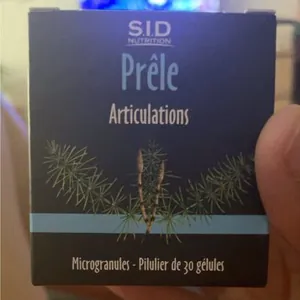 S.I.D
NUTRITION
Prêle
Articulations
Microgranules - Pilulier de 30 gélules